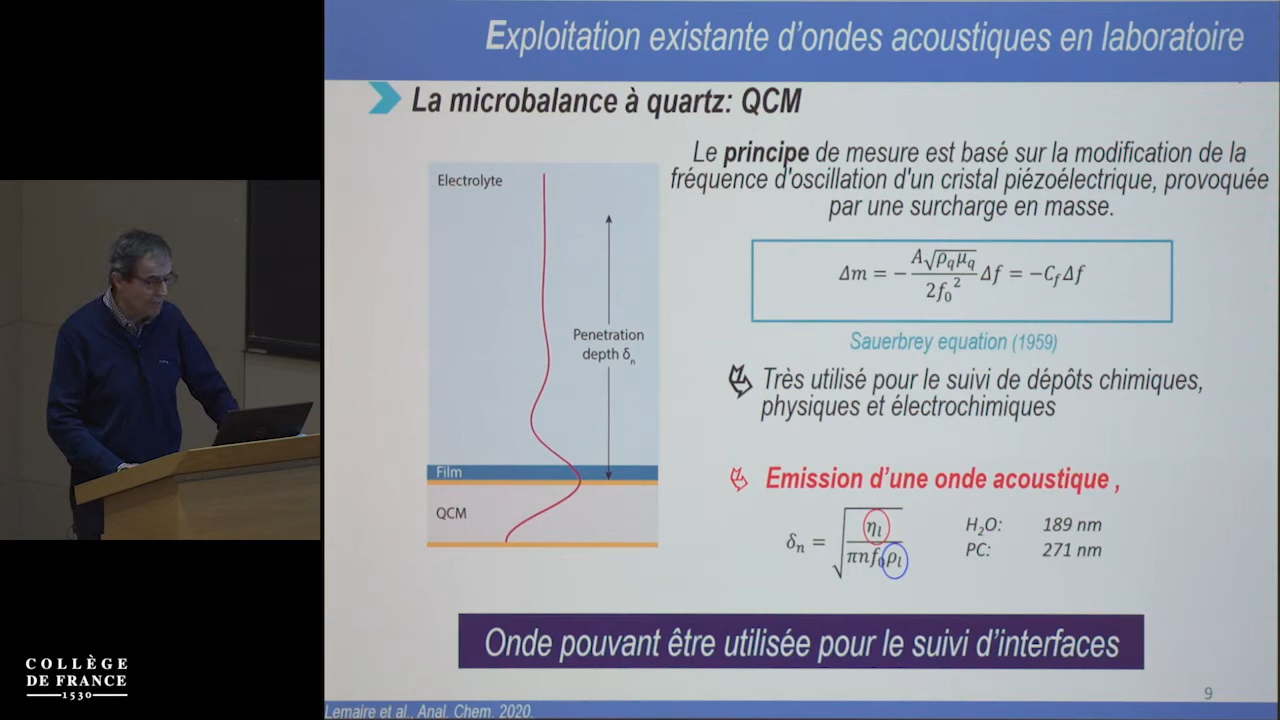 Exploitation existante d'ondes acoustiques en laboratoire
La microbalance à quartz: QCM
Le principe de mesure est basé sur la modification de la
fréquence d'oscillation d'un cristal piézoélectrique, provoquée
par une surcharge en masse.
Δm = − A√ρqμq / 2f₀² Δf = −CfΔf
Sauerbrey equation (1959)
Très utilisé pour le suivi de dépôts chimiques,
physiques et électrochimiques
Emission d'une onde acoustique ,
δn = √ηl / πnf₀ρl
H₂O: 189 nm
PC: 271 nm
Electrolyte
Penetration
depth δn
Film
QCM
Onde pouvant être utilisée pour le suivi d'interfaces
9
Lemaire et al., Anal. Chem. 2020.
COLLÈGE
DE FRANCE
1530